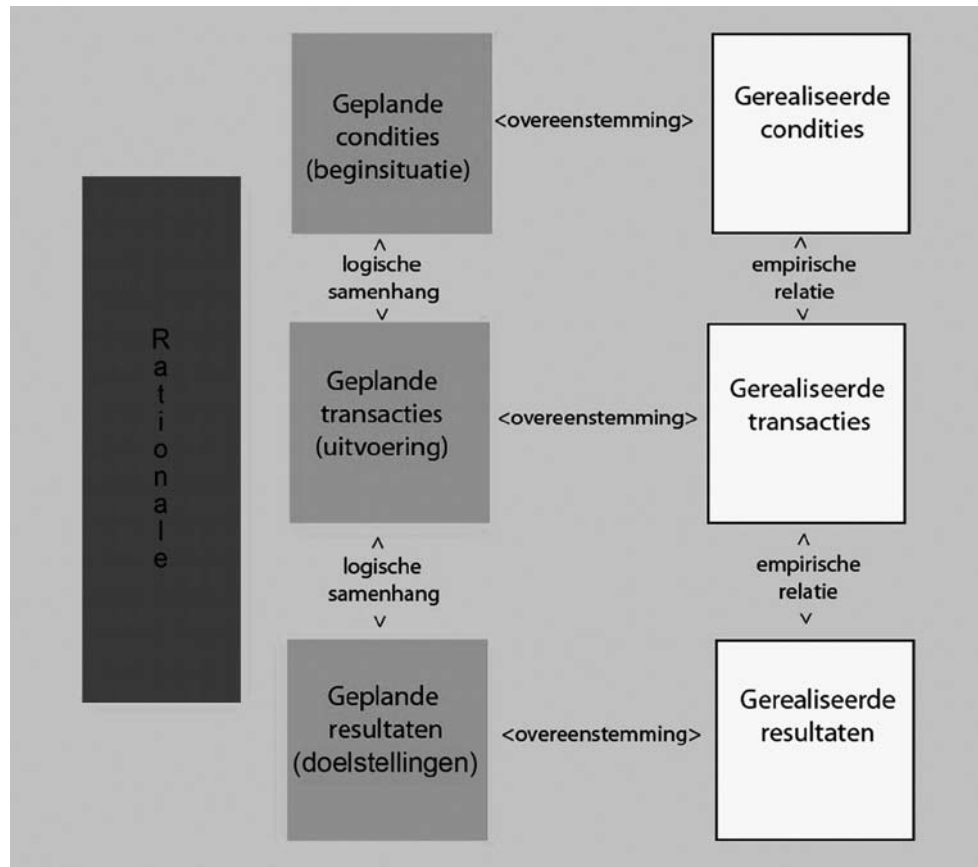 Rationale
Geplande
condities
(beginsituatie)
<overeenstemming>
Gerealiseerde
condities
logische
samenhang
empirische
relatie
Geplande
transacties
(uitvoering)
<overeenstemming>
Gerealiseerde
transacties
logische
samenhang
empirische
relatie
Geplande
resultaten
(doelstellingen)
<overeenstemming>
Gerealiseerde
resultaten